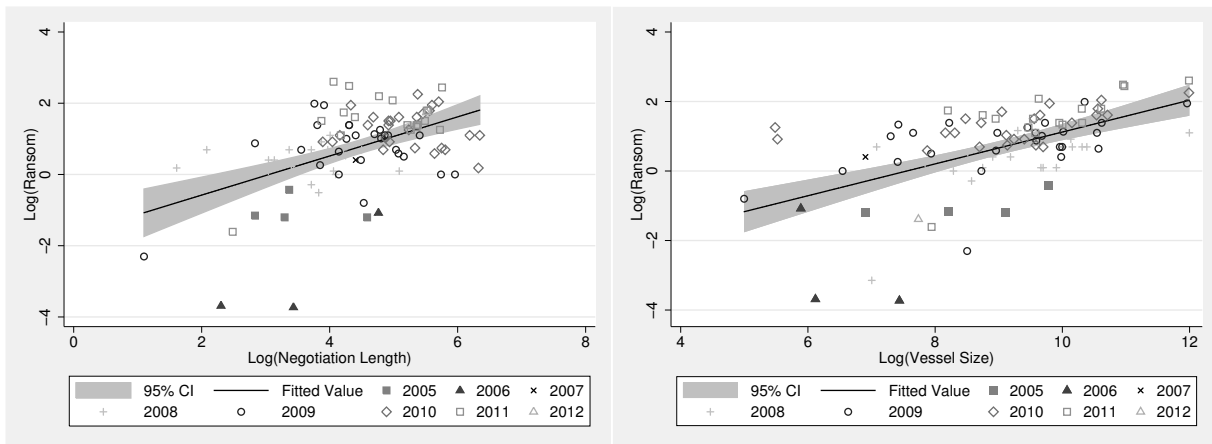 4
2
0
−2
−4
Log(Ransom)
0 2 4 6 8
Log(Negotiation Length)
95% CI Fitted Value 2005 2006 2007
2008 2009 2010 2011 2012
4
2
0
−2
−4
Log(Ransom)
4 6 8 10 12
Log(Vessel Size)
95% CI Fitted Value 2005 2006 2007
2008 2009 2010 2011 2012